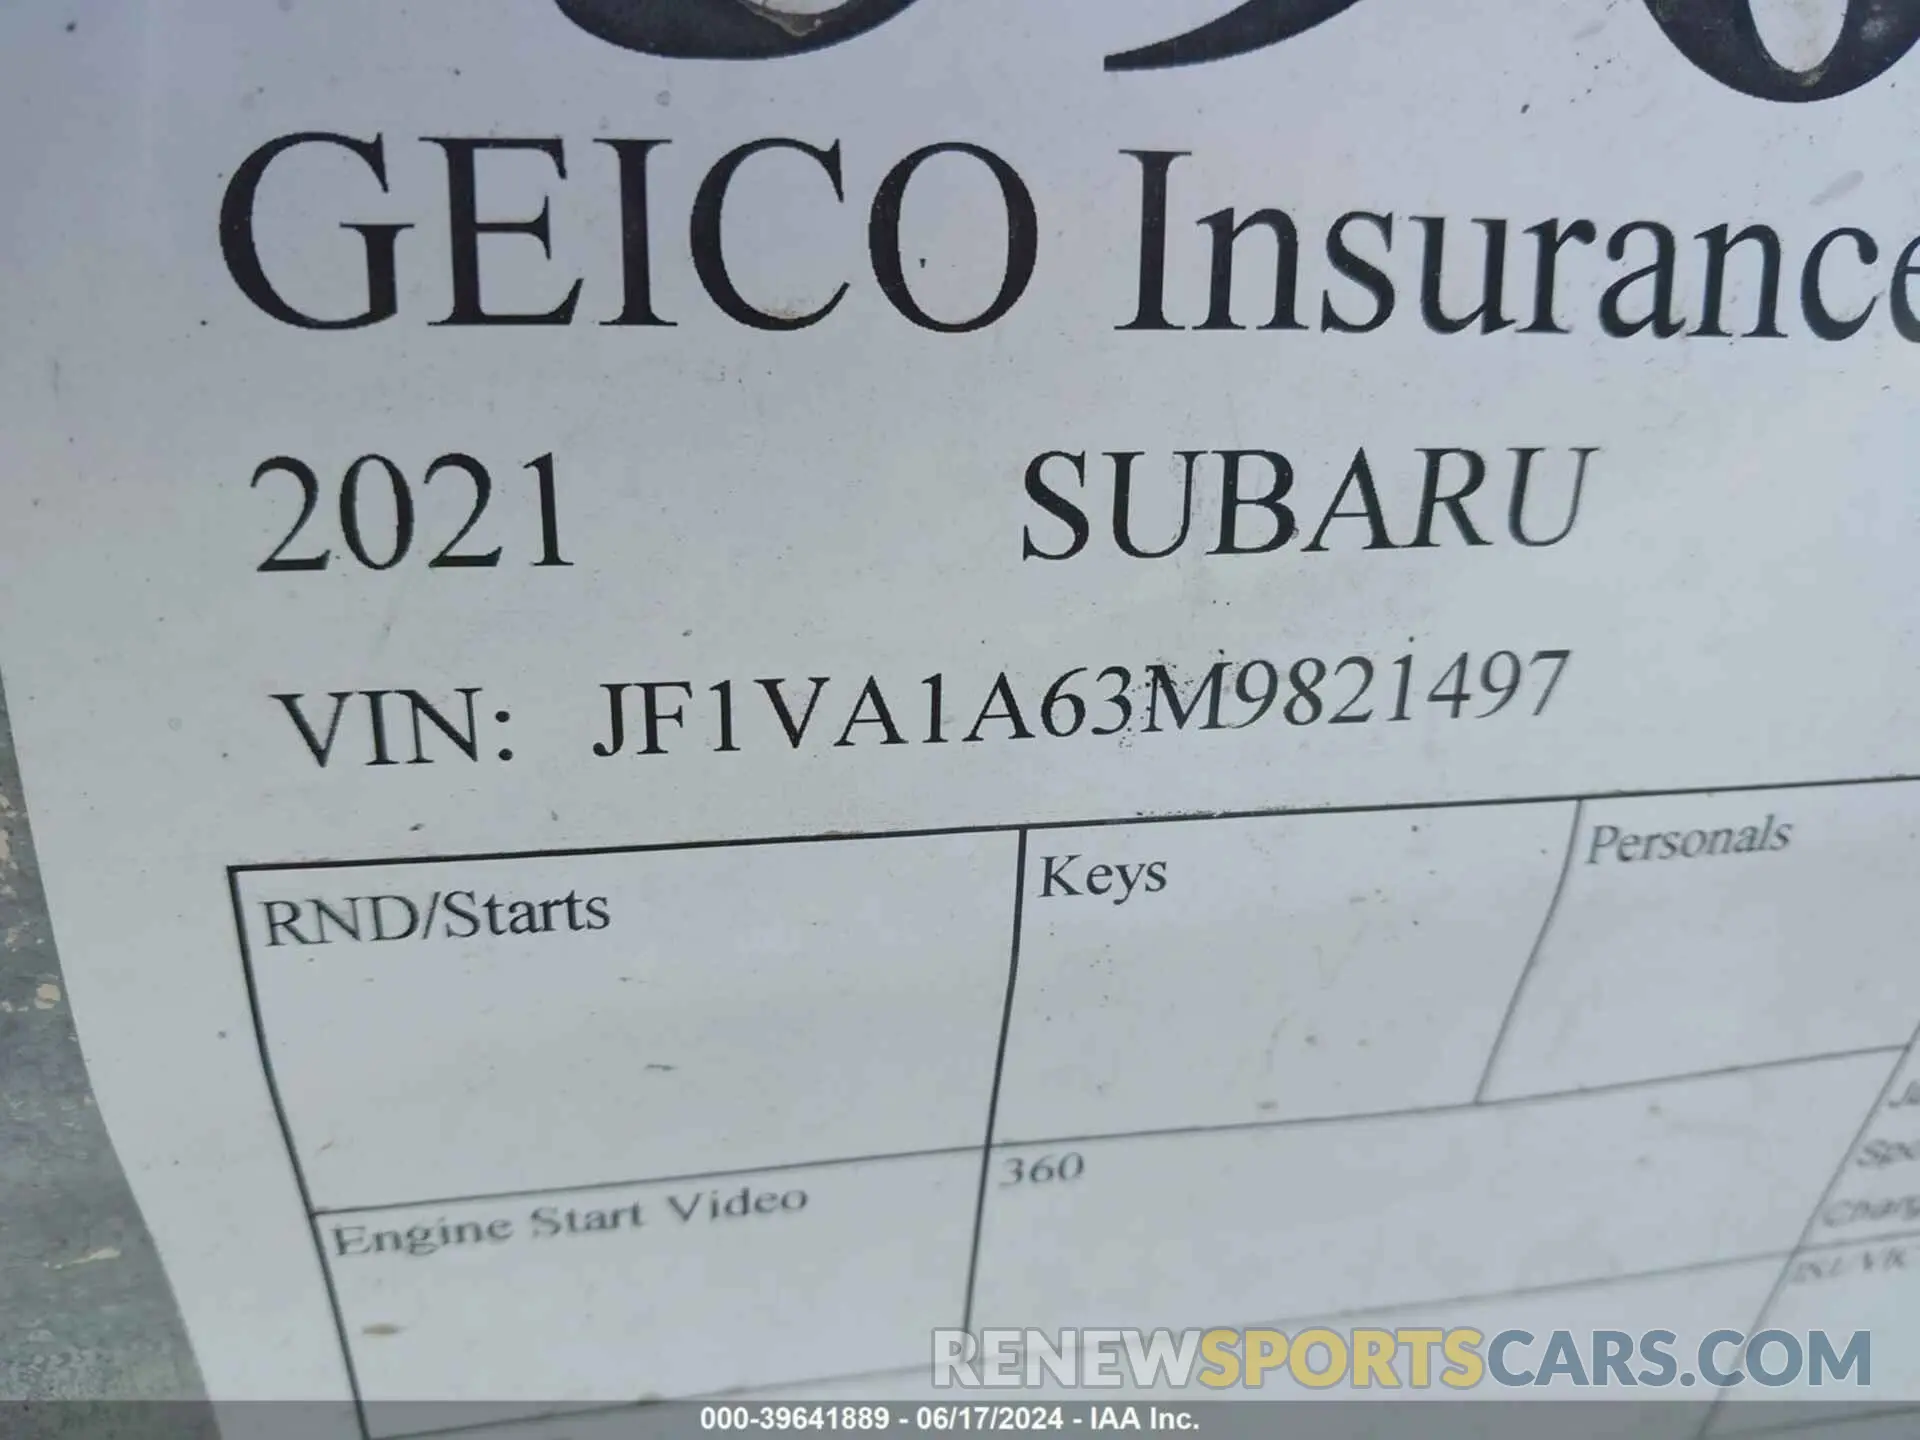 GEICO Insurance
2021 SUBARU
VIN: JF1VA1A63M9821497
RND/Starts Keys Personals
Engine Start Video 360
RENEWSPORTSCARS.COM
000-39641889 - 06/17/2024 - IAA Inc.